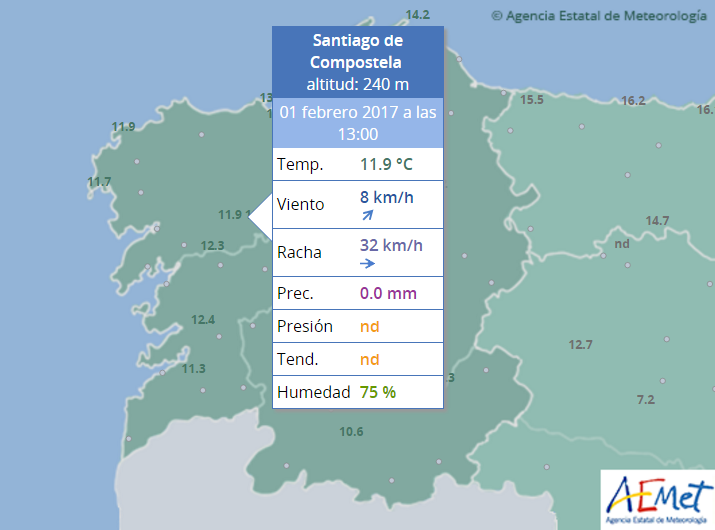 14.2
© Agencia Estatal de Meteorología
Santiago de
Compostela
altitud: 240 m
01 febrero 2017 a las
13:00
Temp. 11.9 °C
Viento 8 km/h
Racha 32 km/h
Prec. 0.0 mm
Presión nd
Tend. nd
Humedad 75 %
15.5
16.2
16.
11.9
11.7
11.9
12.3
14.7
nd
12.4
12.7
11.3
7.2
10.6
AEMet
Agencia Estatal de Meteorología